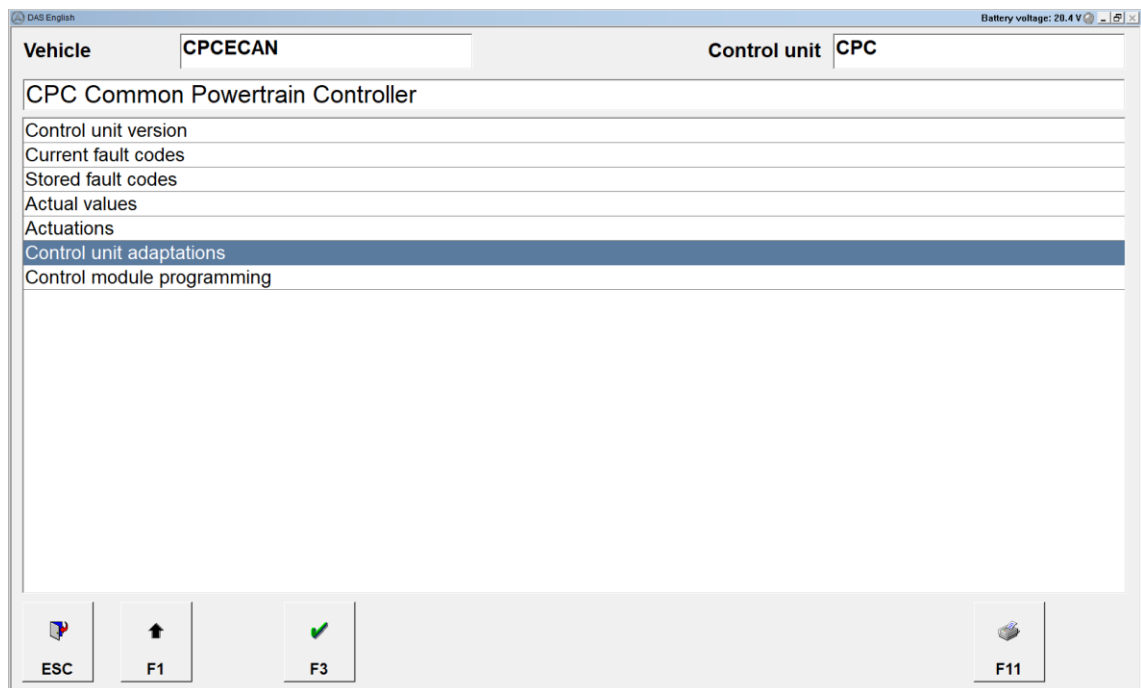 DAS English Battery voltage: 20.4 V
Vehicle CPCECAN Control unit CPC
CPC Common Powertrain Controller
Control unit version
Current fault codes
Stored fault codes
Actual values
Actuations
Control unit adaptations
Control module programming
ESC F1 F3 F11